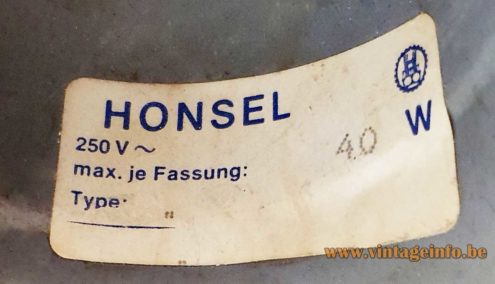 HONSEL
250 V ~
max. je Fassung: 40 W
Type:
www.vintageinfo.be